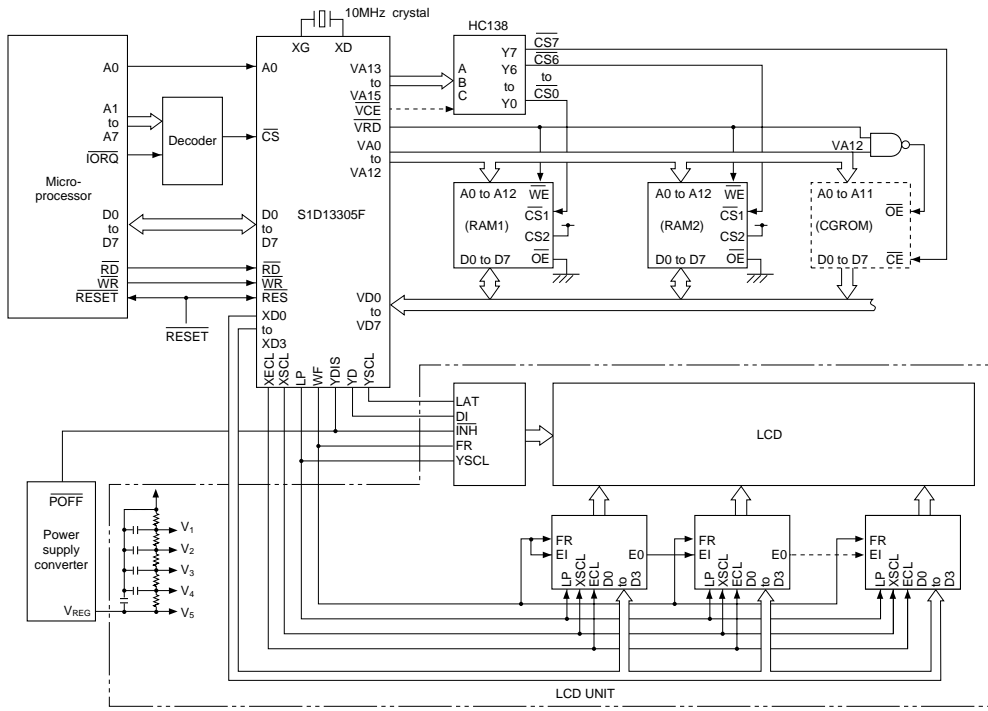 10MHz crystal
XG
XD
HC138
A0
A1
to
A7
IORQ
Micro-
processor
D0
to
D7
RD
WR
RESET
RESET
Decoder
A0
CS
S1D13305F
D0
to
D7
RD
WR
RES
XD0
to
XD3
VA13
to
VA15
VCE
VRD
VA0
to
VA12
VD0
to
VD7
A
B
C
Y7
Y6
to
Y0
CS7
CS6
to
CS0
VA12
A0 to A12
WE
CS1
(RAM1)
CS2
D0 to D7
OE
A0 to A12
WE
CS1
(RAM2)
CS2
D0 to D7
OE
A0 to A11
OE
(CGROM)
D0 to D7
CE
XECL
XSCL
LP
WF
YDIS
YD
YSCL
LAT
DI
INH
FR
YSCL
LCD
POFF
Power
supply
converter
VREG
V1
V2
V3
V4
V5
FR
EI
E0
LP
XSCL
ECL
D0
to
D3
FR
EI
E0
LP
XSCL
ECL
D0
to
D3
FR
EI
LP
XSCL
ECL
D0
to
D3
LCD UNIT